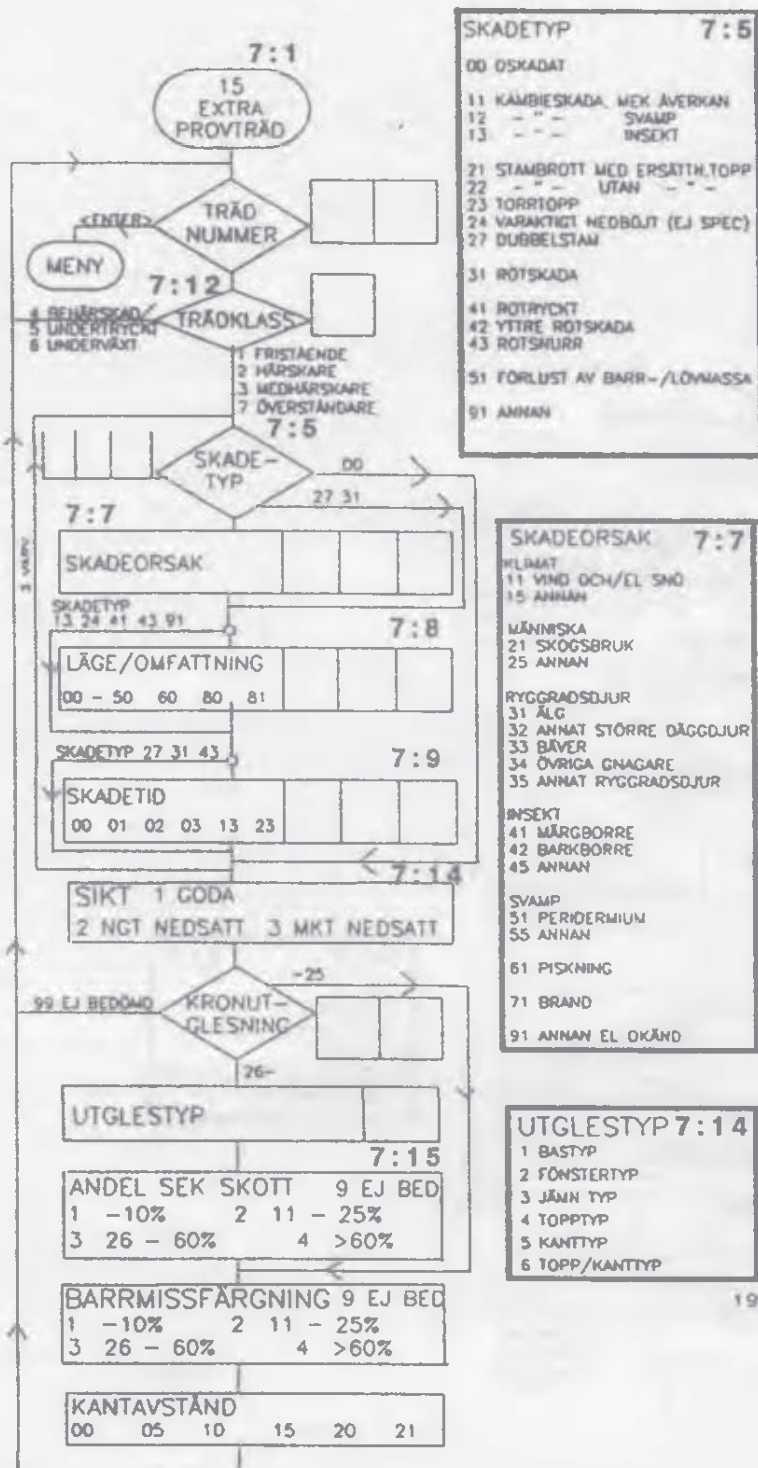 7:1
15
EXTRA
PROVTRÄD
<ENTER>
TRÄD
NUMMER
MENY
7:12
4 BEHÄRSKAD/
5 UNDERTRYCKT
6 UNDERVÄXT
TRÄDKLASS
1 FRISTÅENDE
2 HÄRSKARE
3 MEDHÄRSKARE
7 ÖVERSTÅNDARE
7:5
SKADE-
TYP
00
27 31
7:7
SKADEORSAK
3 VARV
SKADETYP
13 24 41 43 91
7:8
LÄGE/OMFATTNING
00 - 50 60 80 81
SKADETYP 27 31 43
7:9
SKADETID
00 01 02 03 13 23
7:14
SIKT 1 GODA
2 NGT NEDSATT 3 MKT NEDSATT
-25
99 EJ BEDÖMD
KRONUT-
GLESNING
26-
UTGLESTYP
7:15
ANDEL SEK SKOTT 9 EJ BED
1 -10% 2 11 - 25%
3 26 - 60% 4 >60%
BARRMISSFÄRGNING 9 EJ BED
1 -10% 2 11 - 25%
3 26 - 60% 4 >60%
KANTAVSTÅND
00 05 10 15 20 21
SKADETYP 7:5
00 OSKADAT
11 KAMBIESKADA, MEK ÅVERKAN
12 - " - SVAMP
13 - " - INSEKT
21 STAMBROTT MED ERSÄTTN.TOPP
22 - " - UTAN - " -
23 TORRTOPP
24 VARAKTIGT NEDBÖJT (EJ SPEC)
27 DUBBELSTAM
31 RÖTSKADA
41 ROTRYCKT
42 YTTRE ROTSKADA
43 ROTSNURR
51 FÖRLUST AV BARR-/LÖVMASSA
91 ANNAN
SKADEORSAK 7:7
KLIMAT
11 VIND OCH/EL SNÖ
15 ANNAN
MÄNNISKA
21 SKOGSBRUK
25 ANNAN
RYGGRADSDJUR
31 ÄLG
32 ANNAT STÖRRE DÄGGDJUR
33 BÄVER
34 ÖVRIGA GNAGARE
35 ANNAT RYGGRADSDJUR
INSEKT
41 MÄRGBORRE
42 BARKBORRE
45 ANNAN
SVAMP
51 PERIDERMIUM
55 ANNAN
61 PISKNING
71 BRAND
91 ANNAN EL OKÄND
UTGLESTYP 7:14
1 BASTYP
2 FÖNSTERTYP
3 JÄMN TYP
4 TOPPTYP
5 KANTTYP
6 TOPP/KANTTYP
19